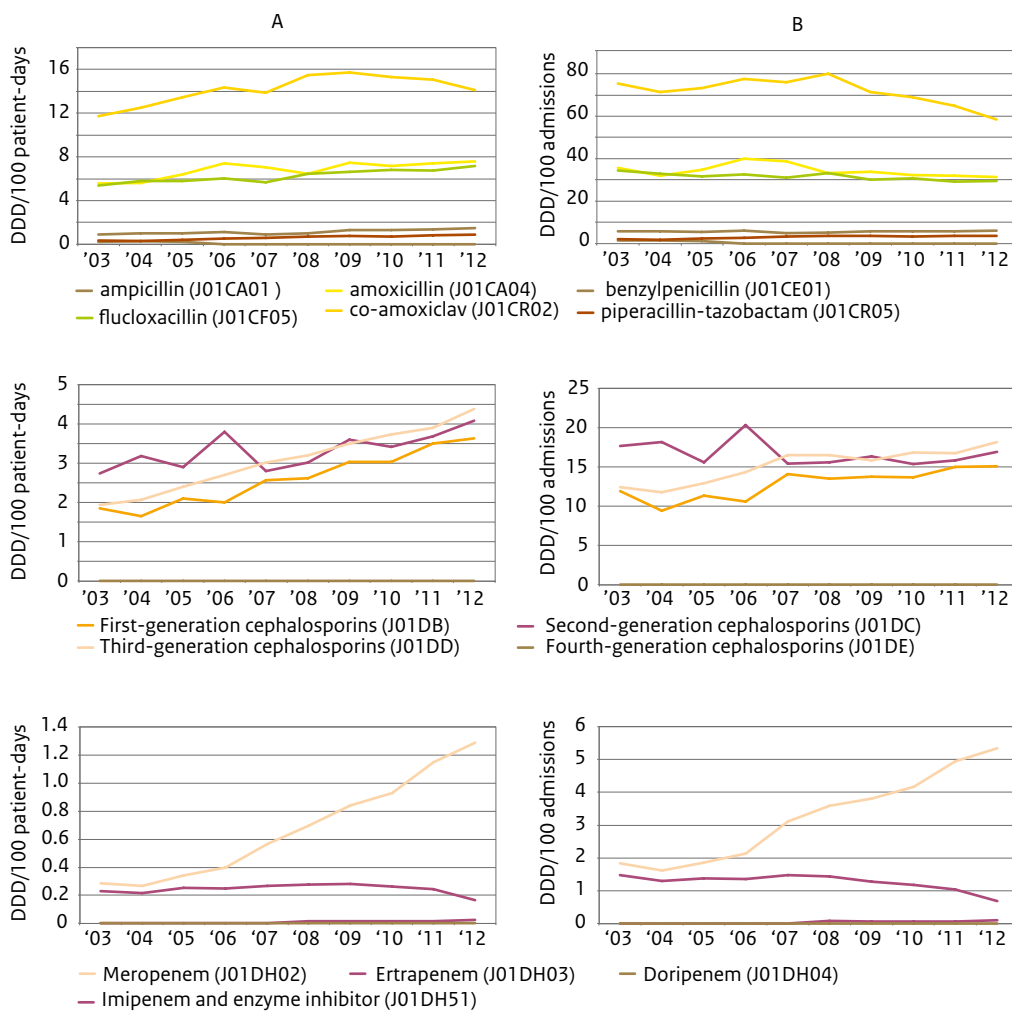 A
B
DDD/100 patient-days
16
12
8
4
0
’03 ’04 ’05 ’06 ’07 ’08 ’09 ’10 ’11 ’12
DDD/100 admissions
80
60
40
20
0
’03 ’04 ’05 ’06 ’07 ’08 ’09 ’10 ’11 ’12
ampicillin (J01CA01 )
amoxicillin (J01CA04)
benzylpenicillin (J01CE01)
flucloxacillin (J01CF05)
co-amoxiclav (J01CR02)
piperacillin-tazobactam (J01CR05)
DDD/100 patient-days
5
4
3
2
1
0
’03 ’04 ’05 ’06 ’07 ’08 ’09 ’10 ’11 ’12
DDD/100 admissions
25
20
15
10
5
0
’03 ’04 ’05 ’06 ’07 ’08 ’09 ’10 ’11 ’12
First-generation cephalosporins (J01DB)
Second-generation cephalosporins (J01DC)
Third-generation cephalosporins (J01DD)
Fourth-generation cephalosporins (J01DE)
DDD/100 patient-days
1.4
1.2
1.0
0.8
0.6
0.4
0.2
0
‘03 ‘04 ‘05 ‘06 ‘07 ‘08 ‘09 ‘10 ‘11 ‘12
DDD/100 admissions
6
5
4
3
2
1
0
‘03 ‘04 ‘05 ‘06 ‘07 ‘08 ‘09 ‘10 ‘11 ‘12
Meropenem (J01DH02)
Ertrapenem (J01DH03)
Doripenem (J01DH04)
Imipenem and enzyme inhibitor (J01DH51)